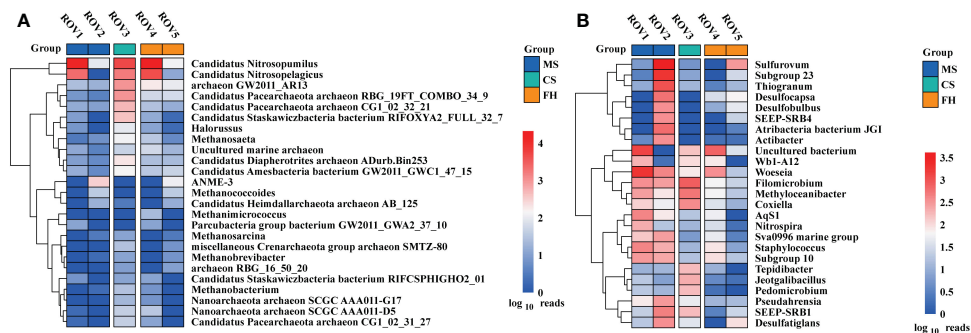 A
ROV1 ROV2 ROV3 ROV4 ROV5
Group
Candidatus Nitrosopumilus
Candidatus Nitrosopelagicus
archaeon GW2011_AR13
Candidatus Pacearchaeota archaeon RBG_19FT_COMBO_34_9
Candidatus Pacearchaeota archaeon CG1_02_32_21
Candidatus Staskawiczbacteria bacterium RIFOXYA2_FULL_32_7
Halorussus
Methanosaeta
Uncultured marine archaeon
Candidatus Diapherotrites archaeon ADurb.Bin253
Candidatus Amesbacteria bacterium GW2011_GWC1_47_15
ANME-3
Methanococcoides
Candidatus Heimdallarchaeota archaeon AB_125
Methanimicrococcus
Parcubacteria group bacterium GW2011_GWA2_37_10
Methanosarcina
miscellaneous Crenarchaeota group archaeon SMTZ-80
Methanobrevibacter
archaeon RBG_16_50_20
Candidatus Staskawiczbacteria bacterium RIFCSPHIGHO2_01
Methanobacterium
Nanoarchaeota archaeon SCGC AAA011-G17
Nanoarchaeota archaeon SCGC AAA011-D5
Candidatus Pacearchaeota archaeon CG1_02_31_27
Group
MS
CS
FH
4
3
2
1
0
log10 reads
B
ROV1 ROV2 ROV3 ROV4 ROV5
Group
Sulfurovum
Subgroup 23
Thiogranum
Desulfocapsa
Desulfobulbus
SEEP-SRB4
Atribacteria bacterium JGI
Actibacter
Uncultured bacterium
Wb1-A12
Woeseia
Filomicrobium
Methyloceanibacter
Coxiella
AqS1
Nitrospira
Sva0996 marine group
Staphylococcus
Subgroup 10
Tepidibacter
Jeotgalibacillus
Pedomicrobium
Pseudahrensia
SEEP-SRB1
Desulfatiglans
Group
MS
CS
FH
3.5
3.0
2.5
2.0
1.5
1.0
0.5
0
log10 reads